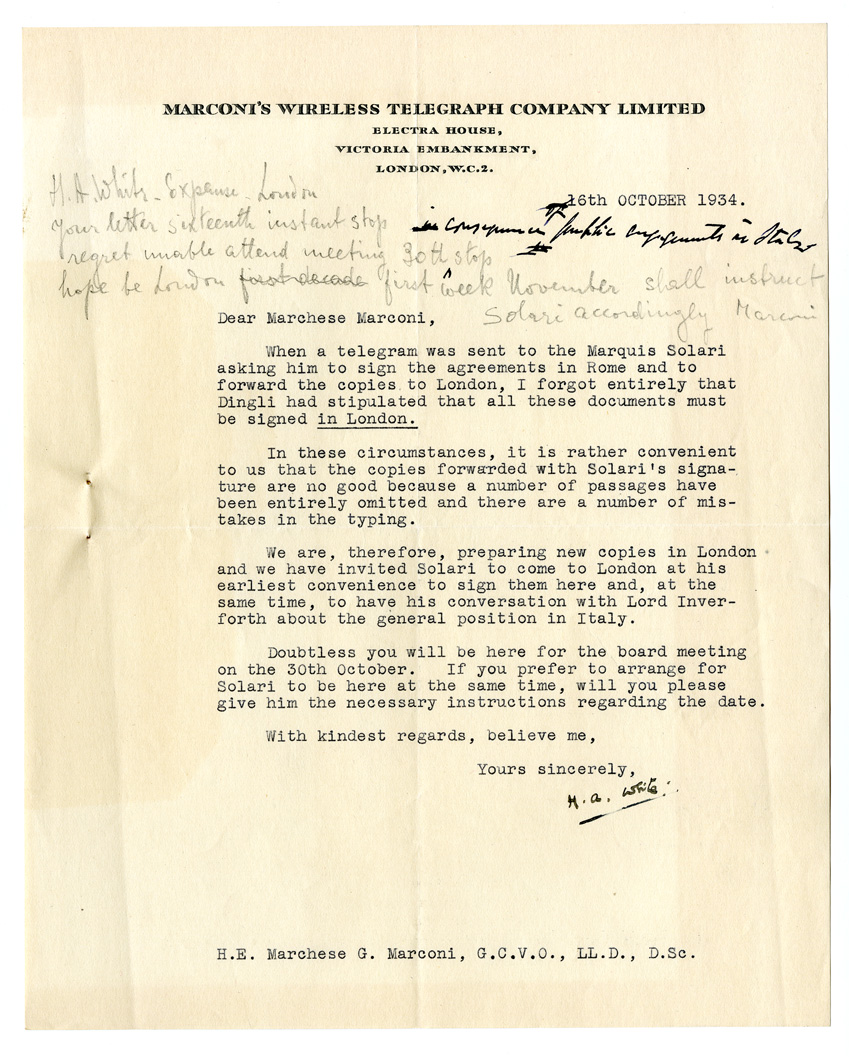 MARCONI'S WIRELESS TELEGRAPH COMPANY LIMITED
ELECTRA HOUSE,
VICTORIA EMBANKMENT,
LONDON, W.C.2.
16th OCTOBER 1934.
H.A. White - Expanse - London
Your letter sixteenth instant stop
in consequence of public engagements in Italy
regret unable attend meeting 30th stop
hope be London first decade first week November shall instruct
Solari accordingly Marconi
Dear Marchese Marconi,
When a telegram was sent to the Marquis Solari
asking him to sign the agreements in Rome and to
forward the copies to London, I forgot entirely that
Dingli had stipulated that all these documents must
be signed in London.
In these circumstances, it is rather convenient
to us that the copies forwarded with Solari's signa-
ture are no good because a number of passages have
been entirely omitted and there are a number of mis-
takes in the typing.
We are, therefore, preparing new copies in London
and we have invited Solari to come to London at his
earliest convenience to sign them here and, at the
same time, to have his conversation with Lord Inver-
forth about the general position in Italy.
Doubtless you will be here for the board meeting
on the 30th October. If you prefer to arrange for
Solari to be here at the same time, will you please
give him the necessary instructions regarding the date.
With kindest regards, believe me,
Yours sincerely,
H. A. White.
H.E. Marchese G. Marconi, G.C.V.O., LL.D., D.Sc.